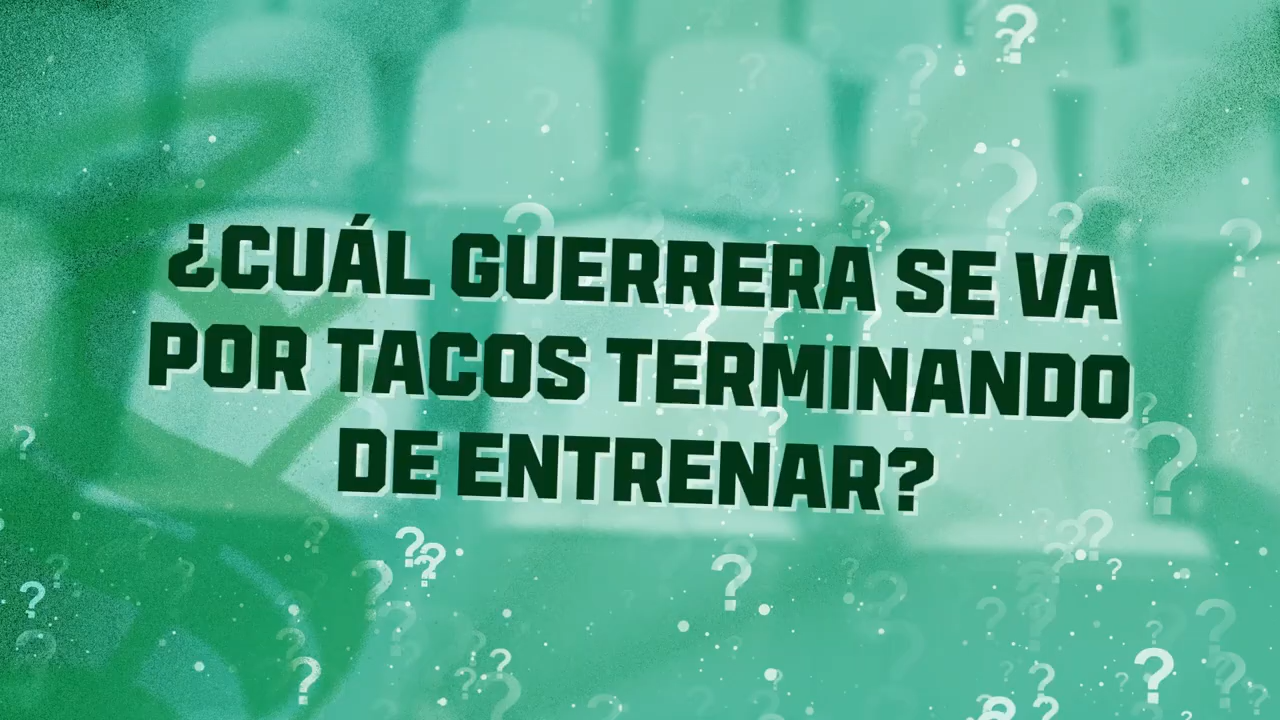 ¿CUÁL GUERRERA SE VA
POR TACOS TERMINANDO
DE ENTRENAR?